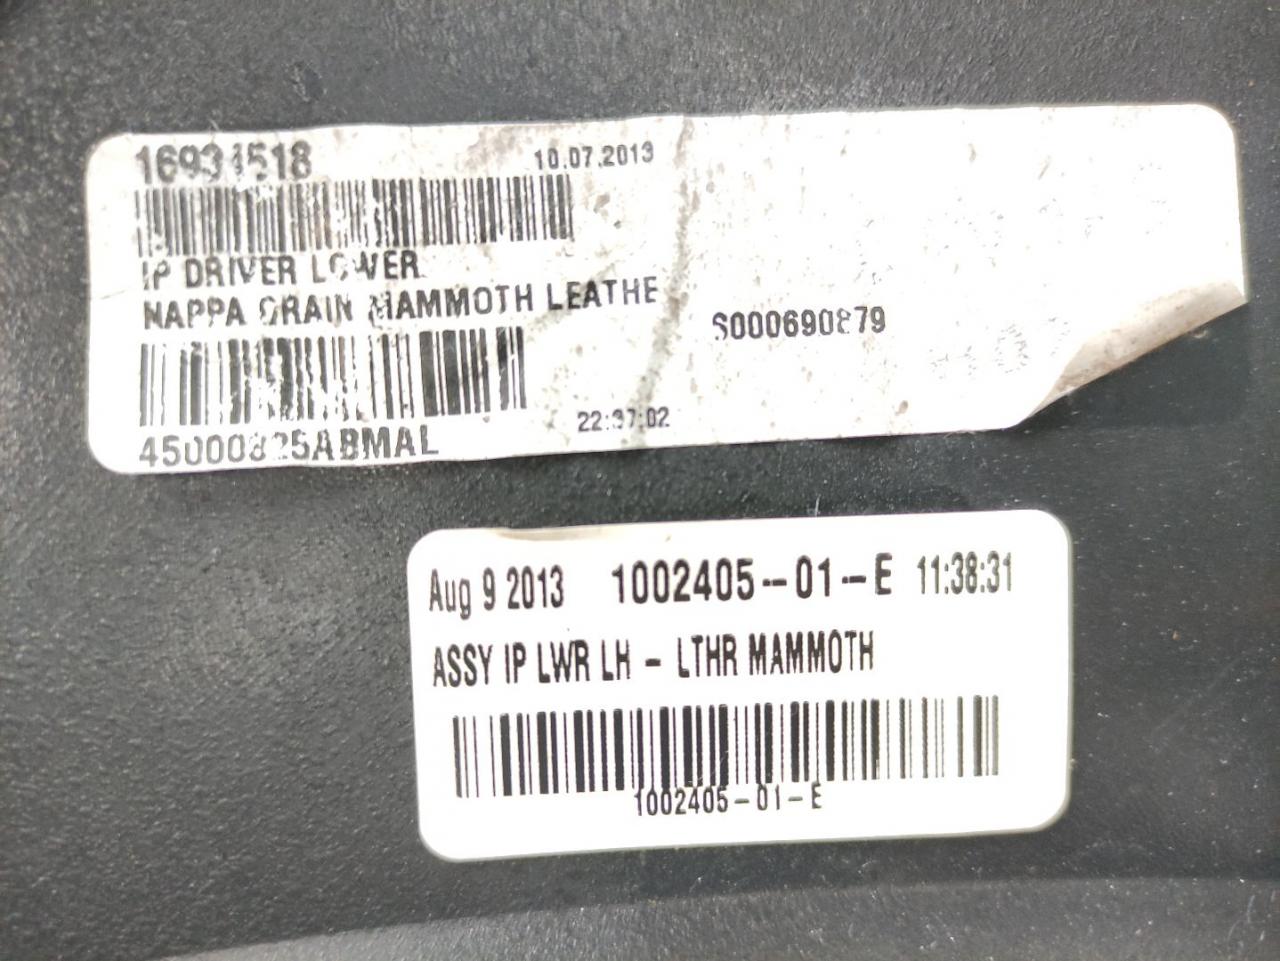 16934518 10.07.2013
IP DRIVER LOWER
NAPPA GRAIN MAMMOTH LEATHE
S000690879
22:37:02
45000825ABMAL
Aug 9 2013 1002405-01-E 11:38:31
ASSY IP LWR LH - LTHR MAMMOTH
1002405-01-E